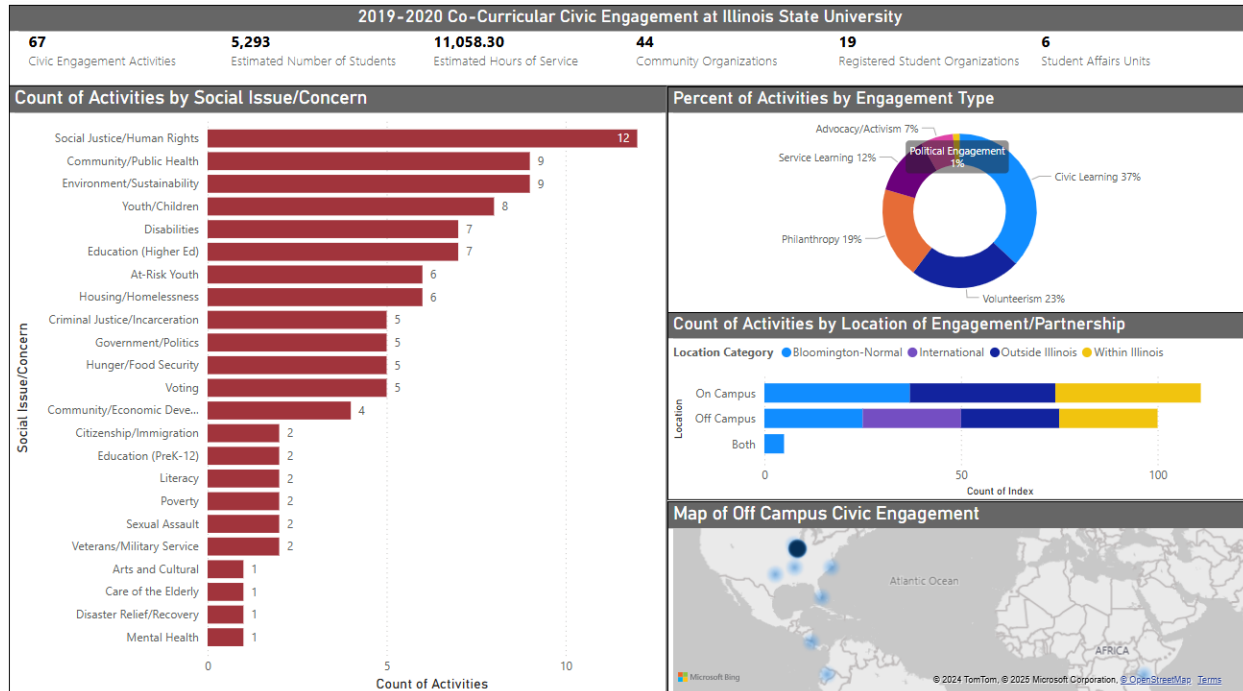 2019-2020 Co-Curricular Civic Engagement at Illinois State University
67
Civic Engagement Activities
5,293
Estimated Number of Students
11,058.30
Estimated Hours of Service
44
Community Organizations
19
Registered Student Organizations
6
Student Affairs Units
Count of Activities by Social Issue/Concern
Social Issue/Concern
Social Justice/Human Rights 12
Community/Public Health 9
Environment/Sustainability 9
Youth/Children 8
Disabilities 7
Education (Higher Ed) 7
At-Risk Youth 6
Housing/Homelessness 6
Criminal Justice/Incarceration 5
Government/Politics 5
Hunger/Food Security 5
Voting 5
Community/Economic Deve... 4
Citizenship/Immigration 2
Education (PreK-12) 2
Literacy 2
Poverty 2
Sexual Assault 2
Veterans/Military Service 2
Arts and Cultural 1
Care of the Elderly 1
Disaster Relief/Recovery 1
Mental Health 1
0 5 10
Count of Activities
Percent of Activities by Engagement Type
Advocacy/Activism 7%
Political Engagement
1%
Service Learning 12%
Civic Learning 37%
Philanthropy 19%
Volunteerism 23%
Count of Activities by Location of Engagement/Partnership
Location Category Bloomington-Normal International Outside Illinois Within Illinois
Location
On Campus
Off Campus
Both
0 50 100
Count of Index
Map of Off Campus Civic Engagement
Atlantic Ocean
AFRICA
Microsoft Bing
© 2024 TomTom, © 2025 Microsoft Corporation, © OpenStreetMap Terms